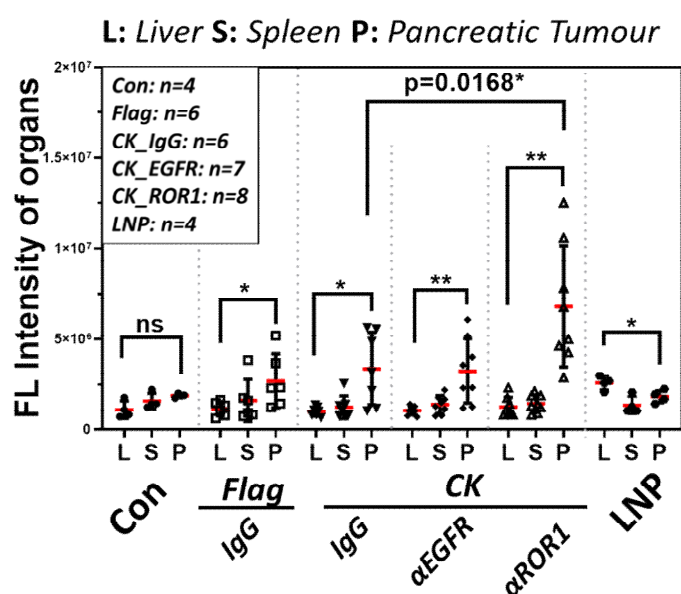 L: Liver S: Spleen P: Pancreatic Tumour
FL Intensity of organs
2×10⁷
1.5×10⁷
1×10⁷
5×10⁶
0
Con: n=4
Flag: n=6
CK_IgG: n=6
CK_EGFR: n=7
CK_ROR1: n=8
LNP: n=4
p=0.0168*
ns
*
*
**
**
*
L S P L S P L S P L S P L S P L S P
Con Flag CK LNP
IgG IgG αEGFR αROR1